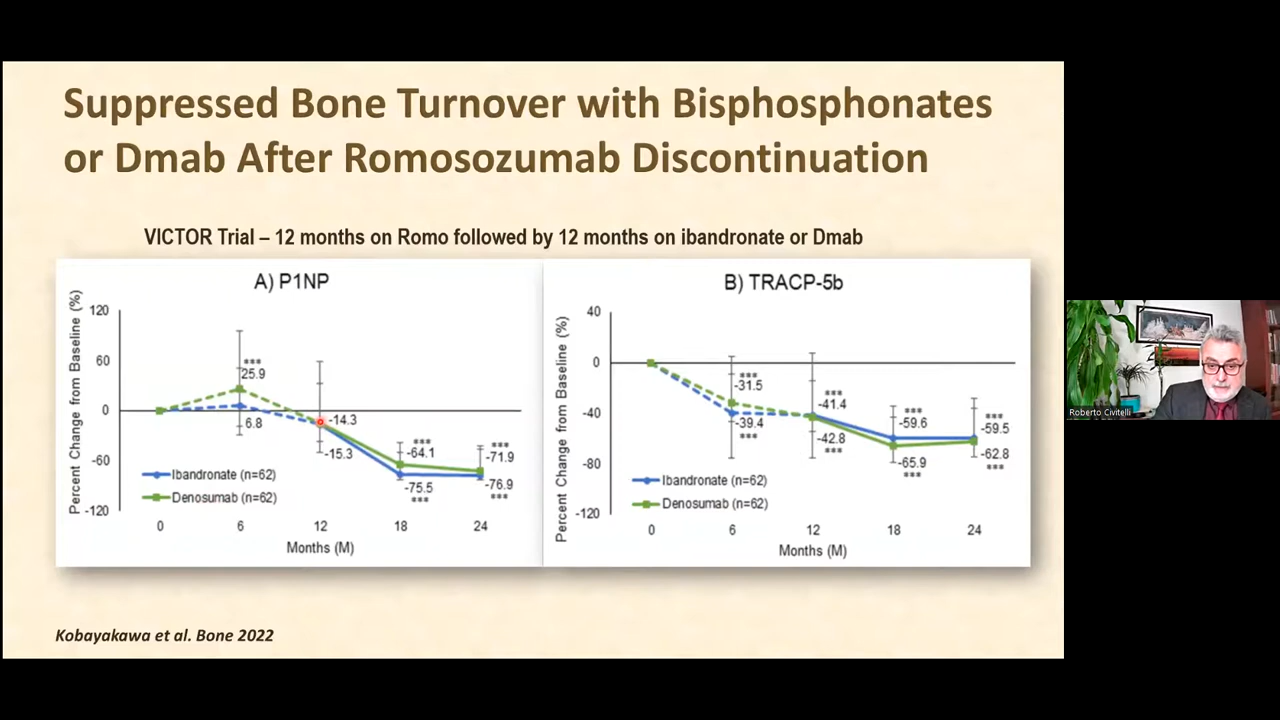 Suppressed Bone Turnover with Bisphosphonates
or Dmab After Romosozumab Discontinuation
VICTOR Trial – 12 months on Romo followed by 12 months on ibandronate or Dmab
A) P1NP
Percent Change from Baseline (%)
120
60
0
-60
-120
***
25.9
6.8
-14.3
-15.3
***
-64.1
-75.5
***
***
-71.9
-76.9
***
Ibandronate (n=62)
Denosumab (n=62)
0 6 12 18 24
Months (M)
B) TRACP-5b
Percent Change from Baseline (%)
40
0
-40
-80
-120
***
-31.5
-39.4
***
***
-41.4
-42.8
***
***
-59.6
-65.9
***
***
-59.5
-62.8
***
Ibandronate (n=62)
Denosumab (n=62)
0 6 12 18 24
Months (M)
Kobayakawa et al. Bone 2022
Roberto Civitelli